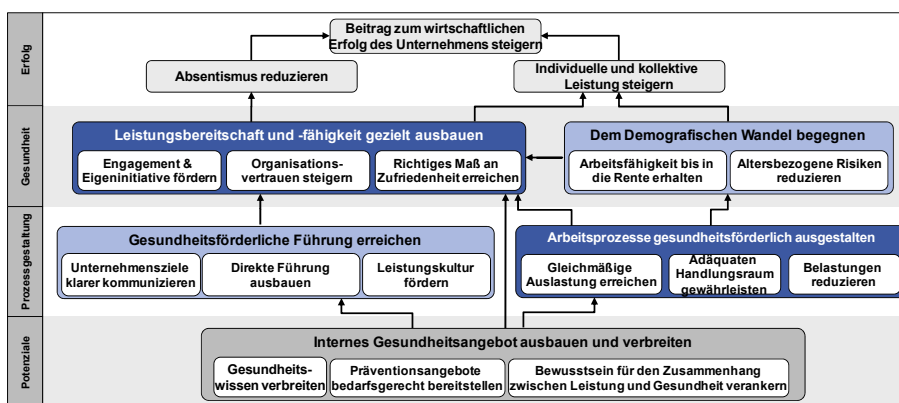 Erfolg
Beitrag zum wirtschaftlichen
Erfolg des Unternehmens steigern
Absentismus reduzieren
Individuelle und kollektive
Leistung steigern
Gesundheit
Leistungsbereitschaft und -fähigkeit gezielt ausbauen
Engagement &
Eigeninitiative fördern
Organisations-
vertrauen steigern
Richtiges Maß an
Zufriedenheit erreichen
Dem Demografischen Wandel begegnen
Arbeitsfähigkeit bis in
die Rente erhalten
Altersbezogene Risiken
reduzieren
Prozessgestaltung
Gesundheitsförderliche Führung erreichen
Unternehmensziele
klarer kommunizieren
Direkte Führung
ausbauen
Leistungskultur
fördern
Arbeitsprozesse gesundheitsförderlich ausgestalten
Gleichmäßige
Auslastung erreichen
Adäquaten
Handlungsraum
gewährleisten
Belastungen
reduzieren
Potenziale
Internes Gesundheitsangebot ausbauen und verbreiten
Gesundheits-
wissen verbreiten
Präventionsangebote
bedarfsgerecht bereitstellen
Bewusstsein für den Zusammenhang
zwischen Leistung und Gesundheit verankern